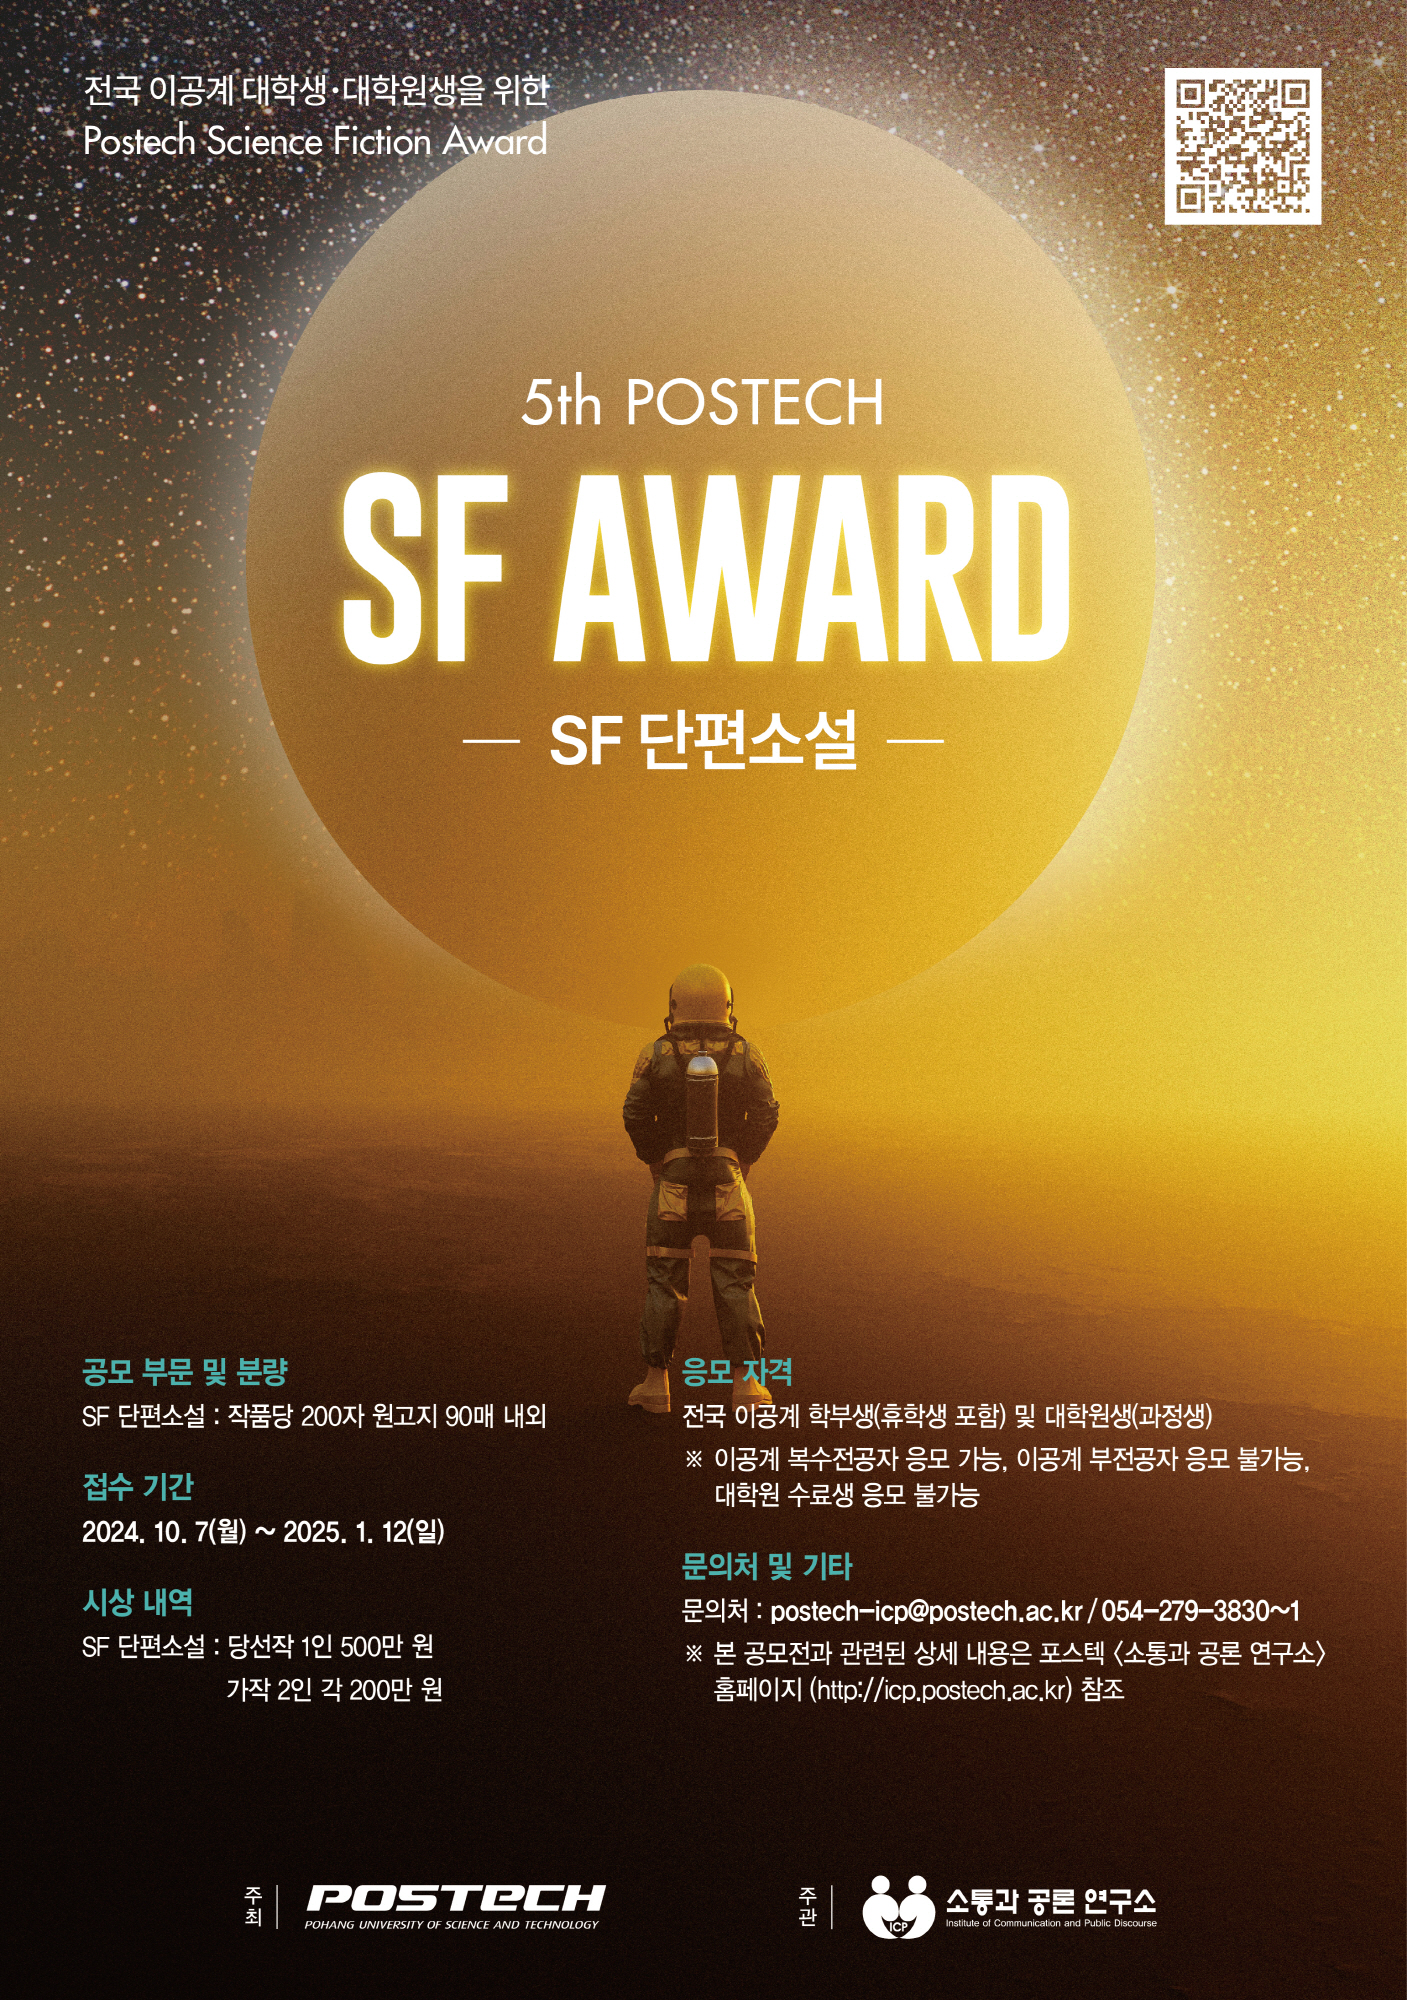 전국 이공계 대학생·대학원생을 위한
Postech Science Fiction Award
5th POSTECH
SF AWARD
SF 단편소설
공모 부문 및 분량
SF 단편소설 : 작품당 200자 원고지 90매 내외
접수 기간
2024. 10. 7(월) ~ 2025. 1. 12(일)
시상 내역
SF 단편소설 : 당선작 1인 500만 원
가작 2인 각 200만 원
응모 자격
전국 이공계 학부생(휴학생 포함) 및 대학원생(과정생)
※ 이공계 복수전공자 응모 가능, 이공계 부전공자 응모 불가능,
대학원 수료생 응모 불가능
문의처 및 기타
문의처 : postech-icp@postech.ac.kr / 054-279-3830~1
※ 본 공모전과 관련된 상세 내용은 포스텍 <소통과 공론 연구소>
홈페이지 (http://icp.postech.ac.kr) 참조
주최
POSTECH
POHANG UNIVERSITY OF SCIENCE AND TECHNOLOGY
주관
ICP
소통과 공론 연구소
Institute of Communication and Public Discourse